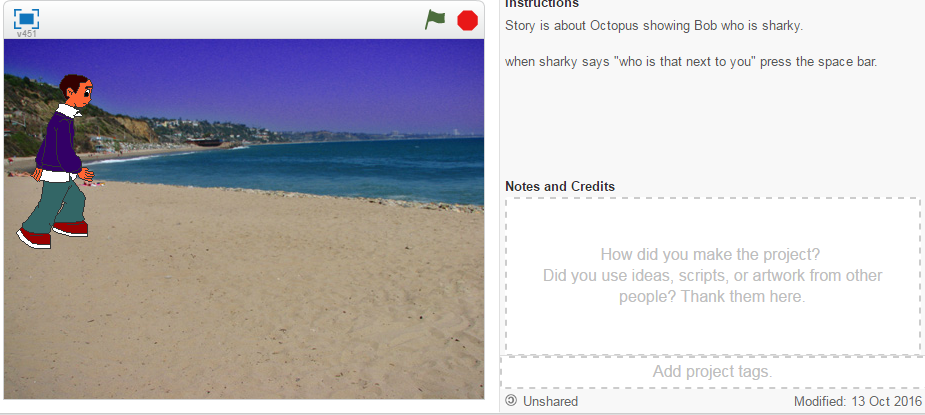 v451
Instructions
Story is about Octopus showing Bob who is sharky.
when sharky says "who is that next to you" press the space bar.
Notes and Credits
How did you make the project?
Did you use ideas, scripts, or artwork from other
people? Thank them here.
Add project tags.
Unshared
Modified: 13 Oct 2016